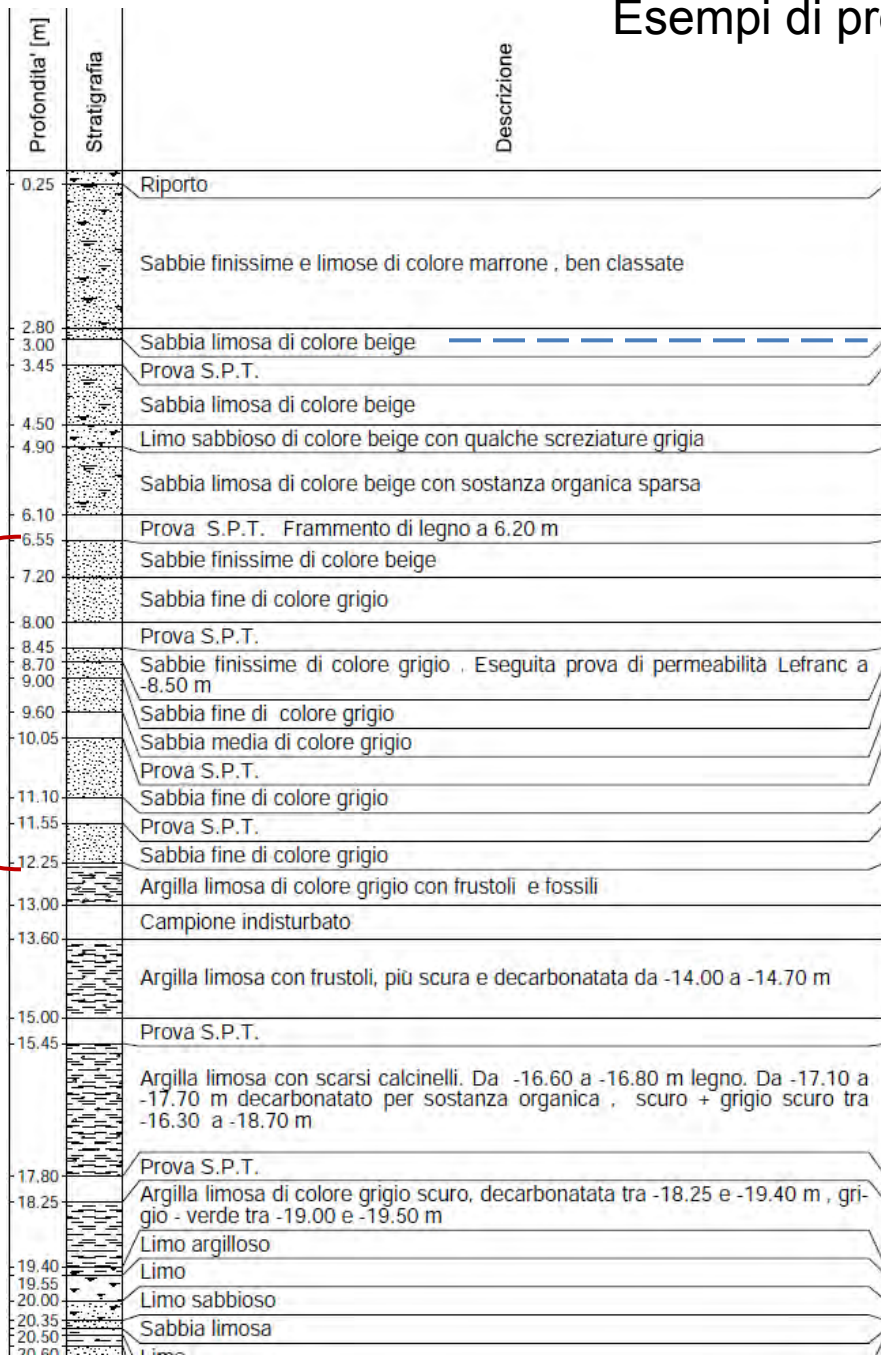 Esempi di pr
Profondita' [m]
Stratigrafia
Descrizione
0.25
Riporto
Sabbie finissime e limose di colore marrone , ben classate
2.80
3.00
Sabbia limosa di colore beige
3.45
Prova S.P.T.
Sabbia limosa di colore beige
4.50
Limo sabbioso di colore beige con qualche screziature grigia
4.90
Sabbia limosa di colore beige con sostanza organica sparsa
6.10
Prova S.P.T. Frammento di legno a 6.20 m
6.55
Sabbie finissime di colore beige
7.20
Sabbia fine di colore grigio
8.00
Prova S.P.T.
8.45
Sabbie finissime di colore grigio . Eseguita prova di permeabilità Lefranc a
8.70
-8.50 m
9.00
Sabbia fine di colore grigio
9.60
Sabbia media di colore grigio
10.05
Prova S.P.T.
Sabbia fine di colore grigio
11.10
Prova S.P.T.
11.55
Sabbia fine di colore grigio
12.25
Argilla limosa di colore grigio con frustoli e fossili
13.00
Campione indisturbato
13.60
Argilla limosa con frustoli, più scura e decarbonatata da -14.00 a -14.70 m
15.00
Prova S.P.T.
15.45
Argilla limosa con scarsi calcinelli. Da -16.60 a -16.80 m legno. Da -17.10 a
-17.70 m decarbonatato per sostanza organica , scuro + grigio scuro tra
-16.30 a -18.70 m
Prova S.P.T.
17.80
Argilla limosa di colore grigio scuro, decarbonatata tra -18.25 e -19.40 m , gri-
18.25
gio - verde tra -19.00 e -19.50 m
Limo argilloso
19.40
Limo
19.55
Limo sabbioso
20.00
Sabbia limosa
20.35
20.50
Limo
20.60